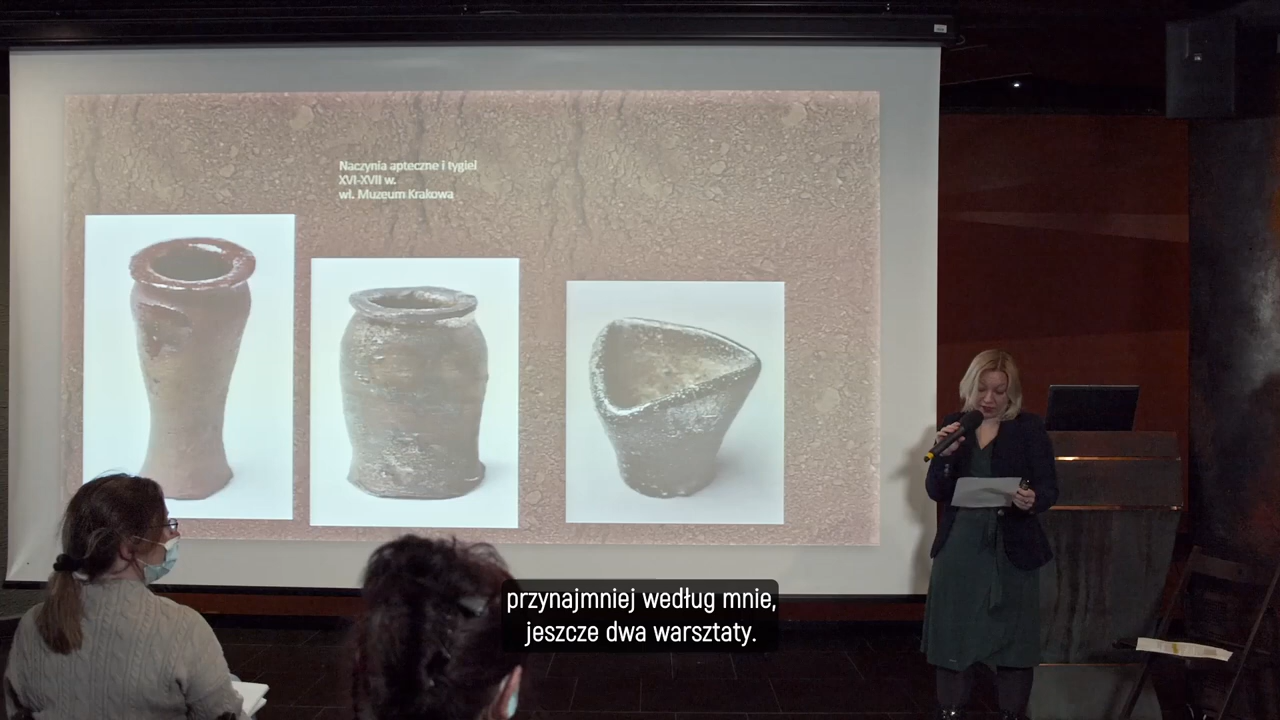 Naczynia apteczne i tygiel
XVI-XVII w.
wł. Muzeum Krakowa
przynajmniej według mnie,
jeszcze dwa warsztaty.